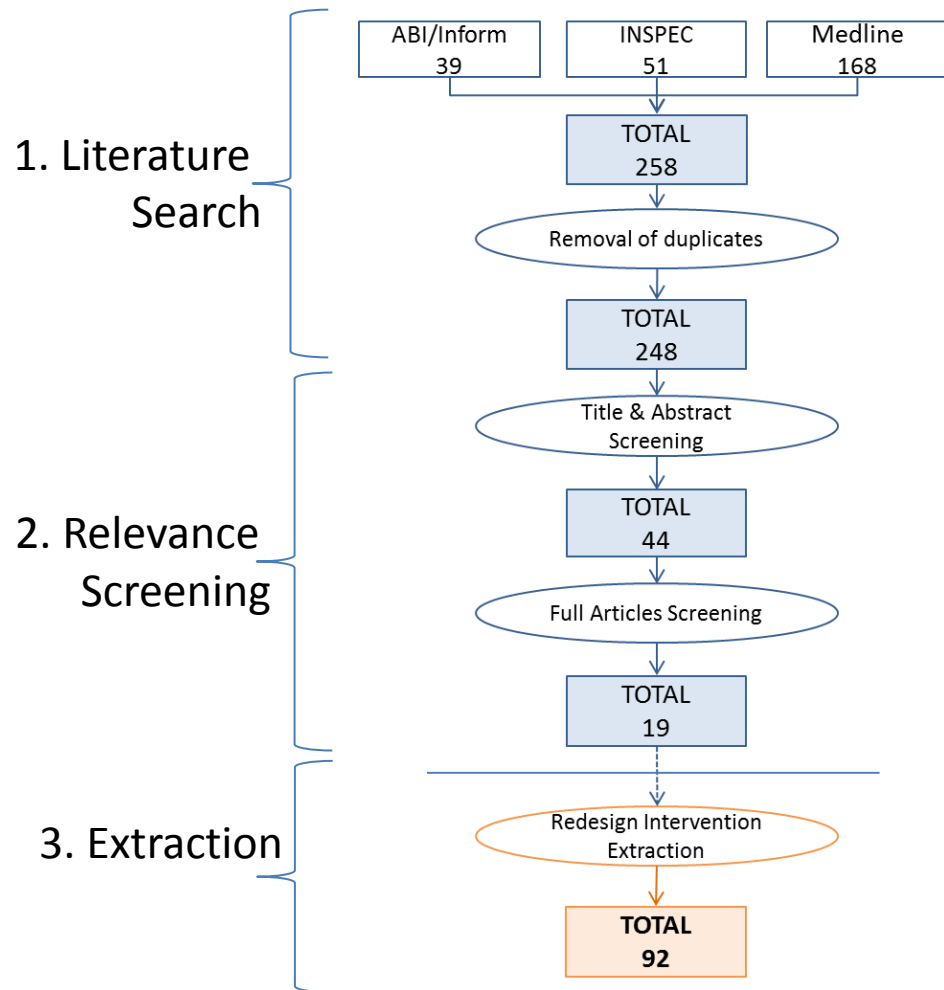 ABI/Inform
39
INSPEC
51
Medline
168
1. Literature
Search
TOTAL
258
Removal of duplicates
TOTAL
248
2. Relevance
Screening
Title & Abstract
Screening
TOTAL
44
Full Articles Screening
TOTAL
19
3. Extraction
Redesign Intervention
Extraction
TOTAL
92